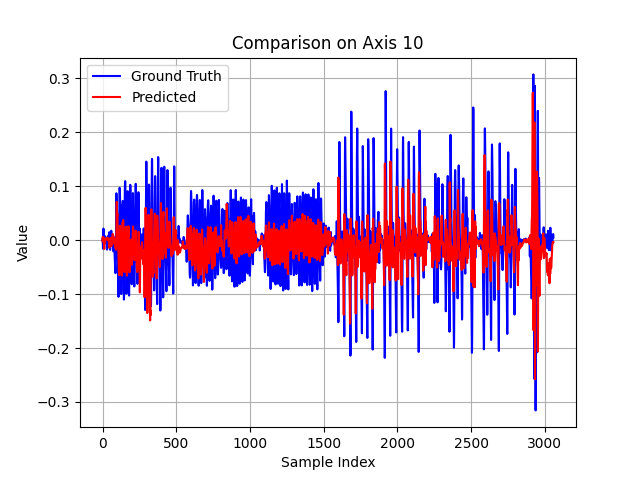 Comparison on Axis 10
Ground Truth
Predicted
Value
0.3
0.2
0.1
0.0
−0.1
−0.2
−0.3
0 500 1000 1500 2000 2500 3000
Sample Index